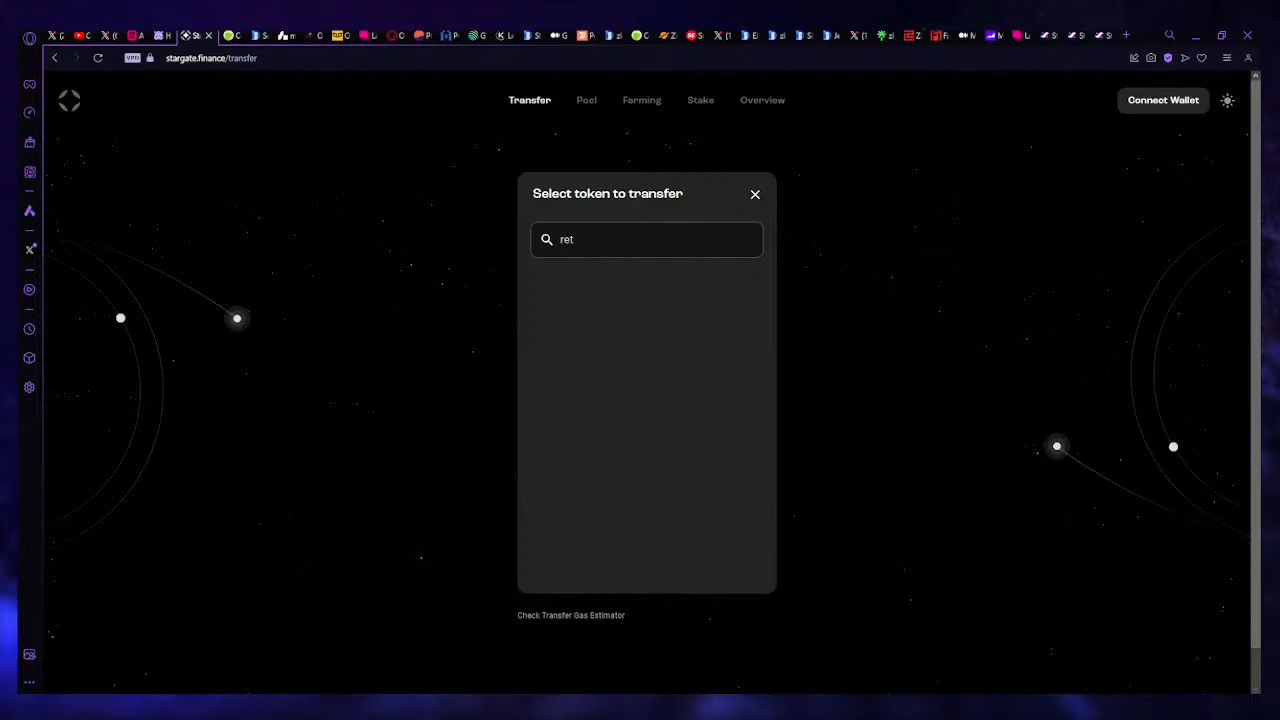 VPN
stargate.finance/transfer
Transfer
Pool
Farming
Stake
Overview
Connect Wallet
Select token to transfer
ret
Check Transfer Gas Estimator